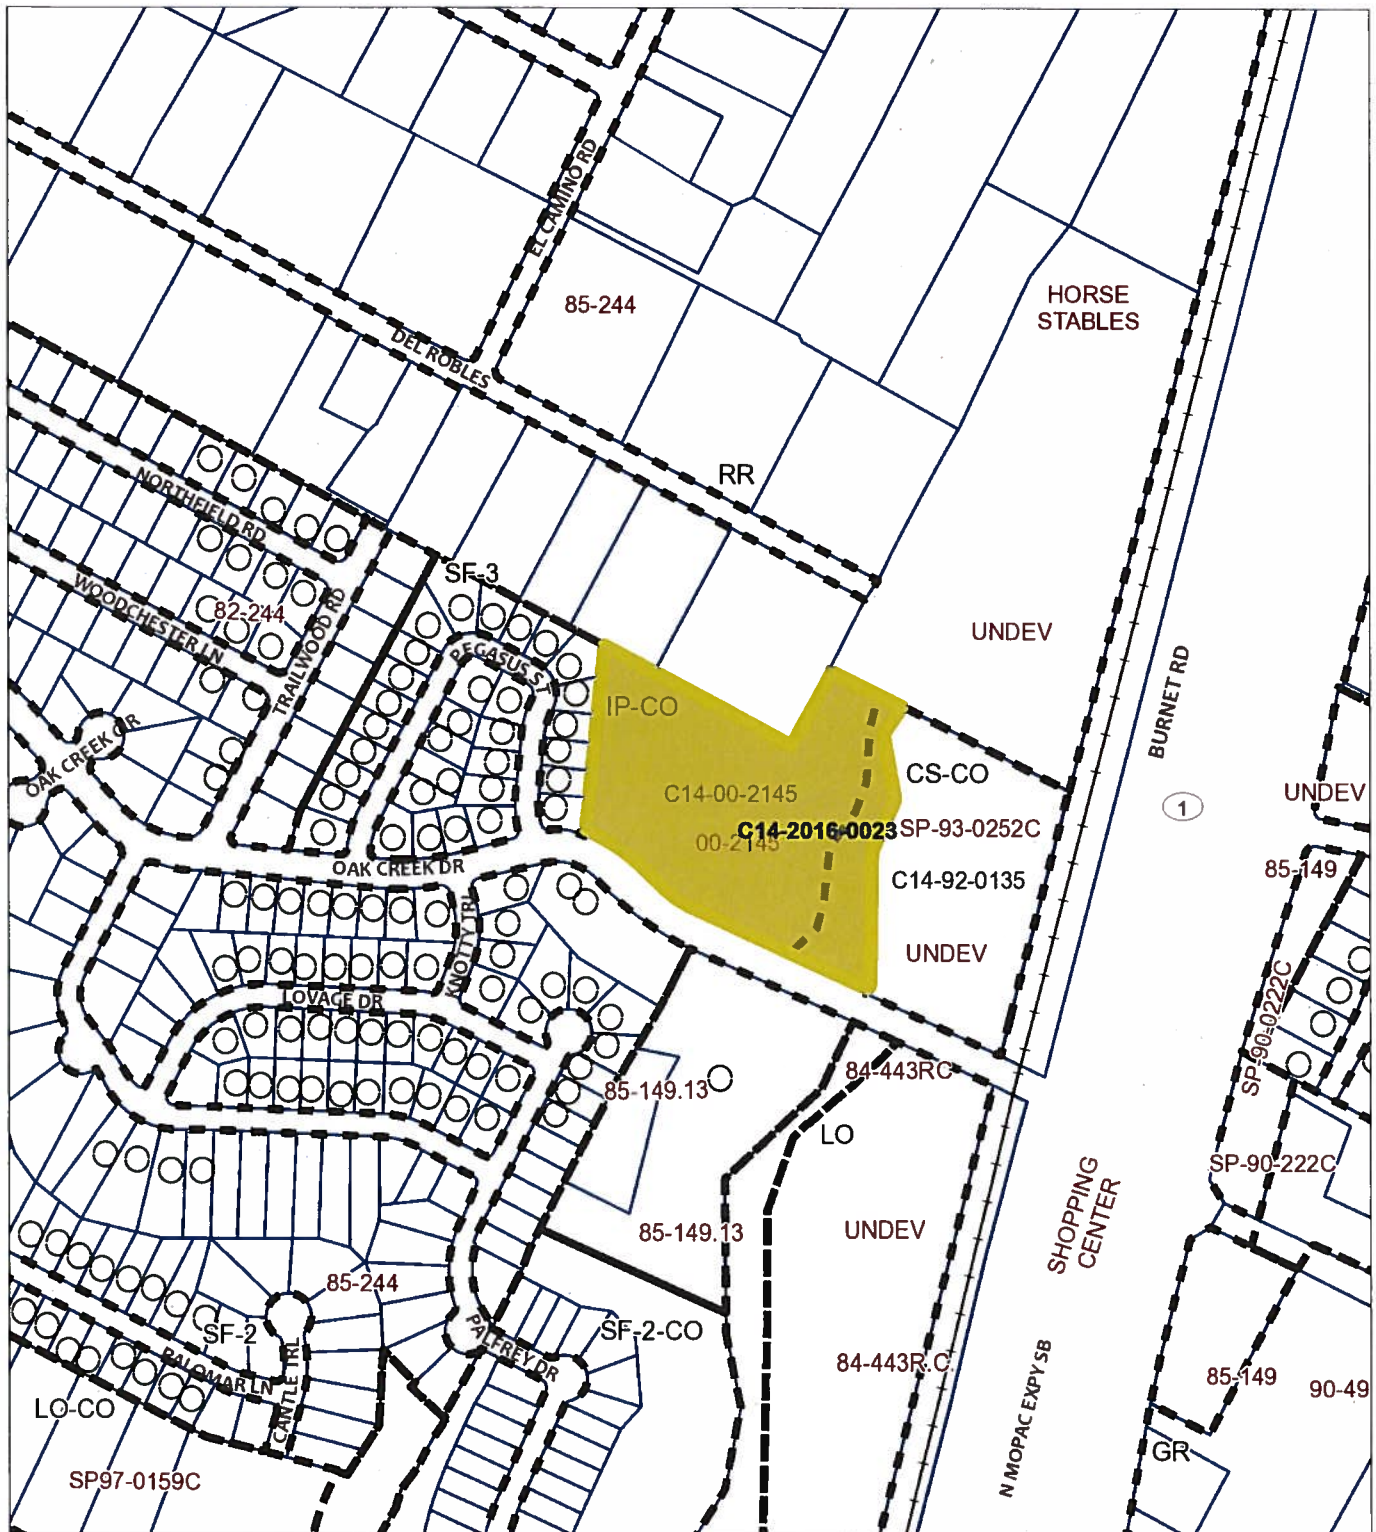 EL CAMINO RD
85-244
HORSE
STABLES
DEL ROBLES
RR
NORTHFIELD RD
SF-3
WOODCHESTER LN
82-244
TRAILWOOD RD
PEGASUS ST
UNDEV
BURNET RD
IP-CO
OAK CREEK CIR
CS-CO
C14-00-2145
UNDEV
1
C14-2016-0023
SP-93-0252C
00-2145
OAK CREEK DR
85-149
C14-92-0135
KNOTTY TRL
UNDEV
LOVAGE DR
SP-90-0222C
84-443RC
85-149.13
LO
SP-90-222C
SHOPPING
CENTER
85-149.13
UNDEV
85-244
SF-2
SF-2-CO
PALFREY DR
PALOMAR LN
CANTLE TRL
84-443R.C.
N MOPAC EXPY SB
85-149
90-49
LO-CO
GR
SP97-0159C